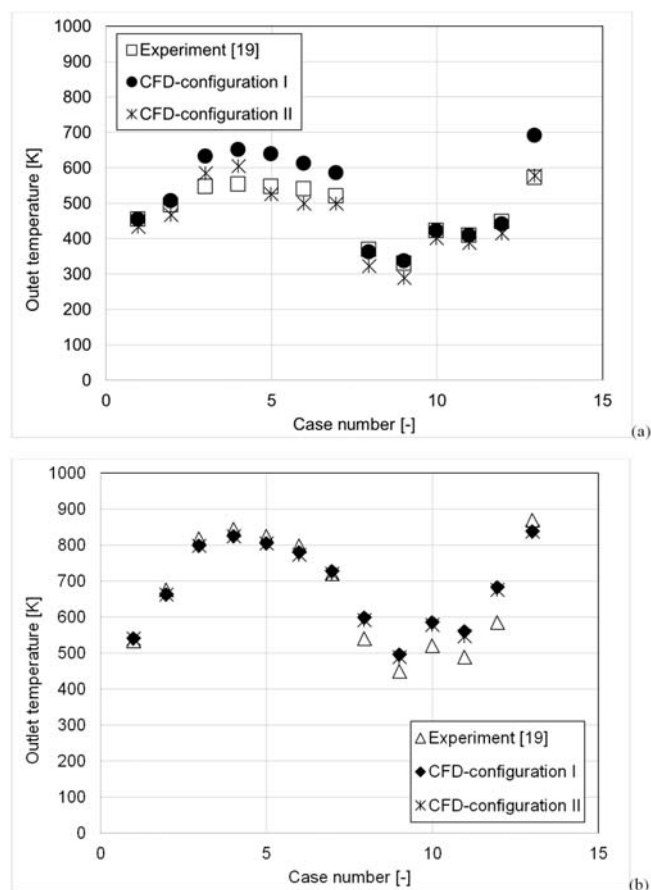 1000
900
800
700
600
500
400
300
200
100
0
Outet temperature [K]
Experiment [19]
CFD-configuration I
CFD-configuration II
0 5 10 15
Case number [-]
(a)
1000
900
800
700
600
500
400
300
200
100
0
Outlet temperature [K]
Experiment [19]
CFD-configuration I
CFD-configuration II
0 5 10 15
Case number [-]
(b)